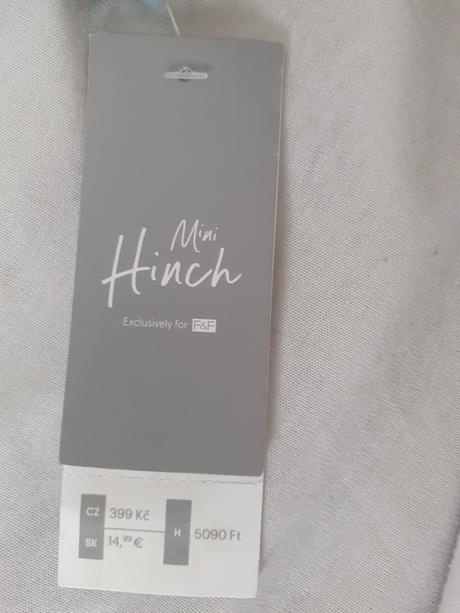 Mini
Hinch
Exclusively for F&F
CZ 399 Kč
SK 14,99 €
H 5090 Ft